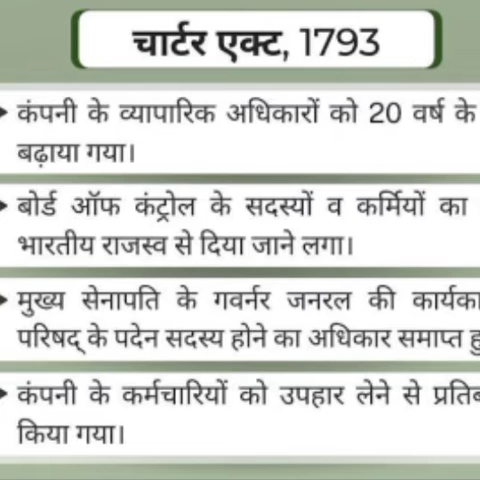 चार्टर एक्ट, 1793
कंपनी के व्यापारिक अधिकारों को 20 वर्ष के
बढ़ाया गया।
बोर्ड ऑफ कंट्रोल के सदस्यों व कर्मियों का
भारतीय राजस्व से दिया जाने लगा।
मुख्य सेनापति के गवर्नर जनरल की
परिषद् के पदेन सदस्य होने का अधिकार समाप्त
कंपनी के कर्मचारियों को उपहार लेने से
किया गया।